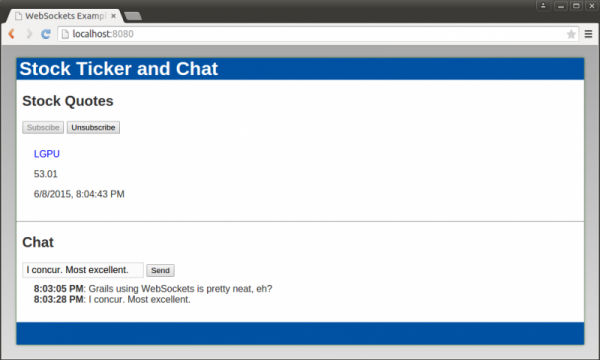 WebSockets Exampl
localhost:8080
Stock Ticker and Chat
Stock Quotes
Subscibe Unsubscribe
LGPU
53.01
6/8/2015, 8:04:43 PM
Chat
I concur. Most excellent. Send
8:03:05 PM: Grails using WebSockets is pretty neat, eh?
8:03:28 PM: I concur. Most excellent.